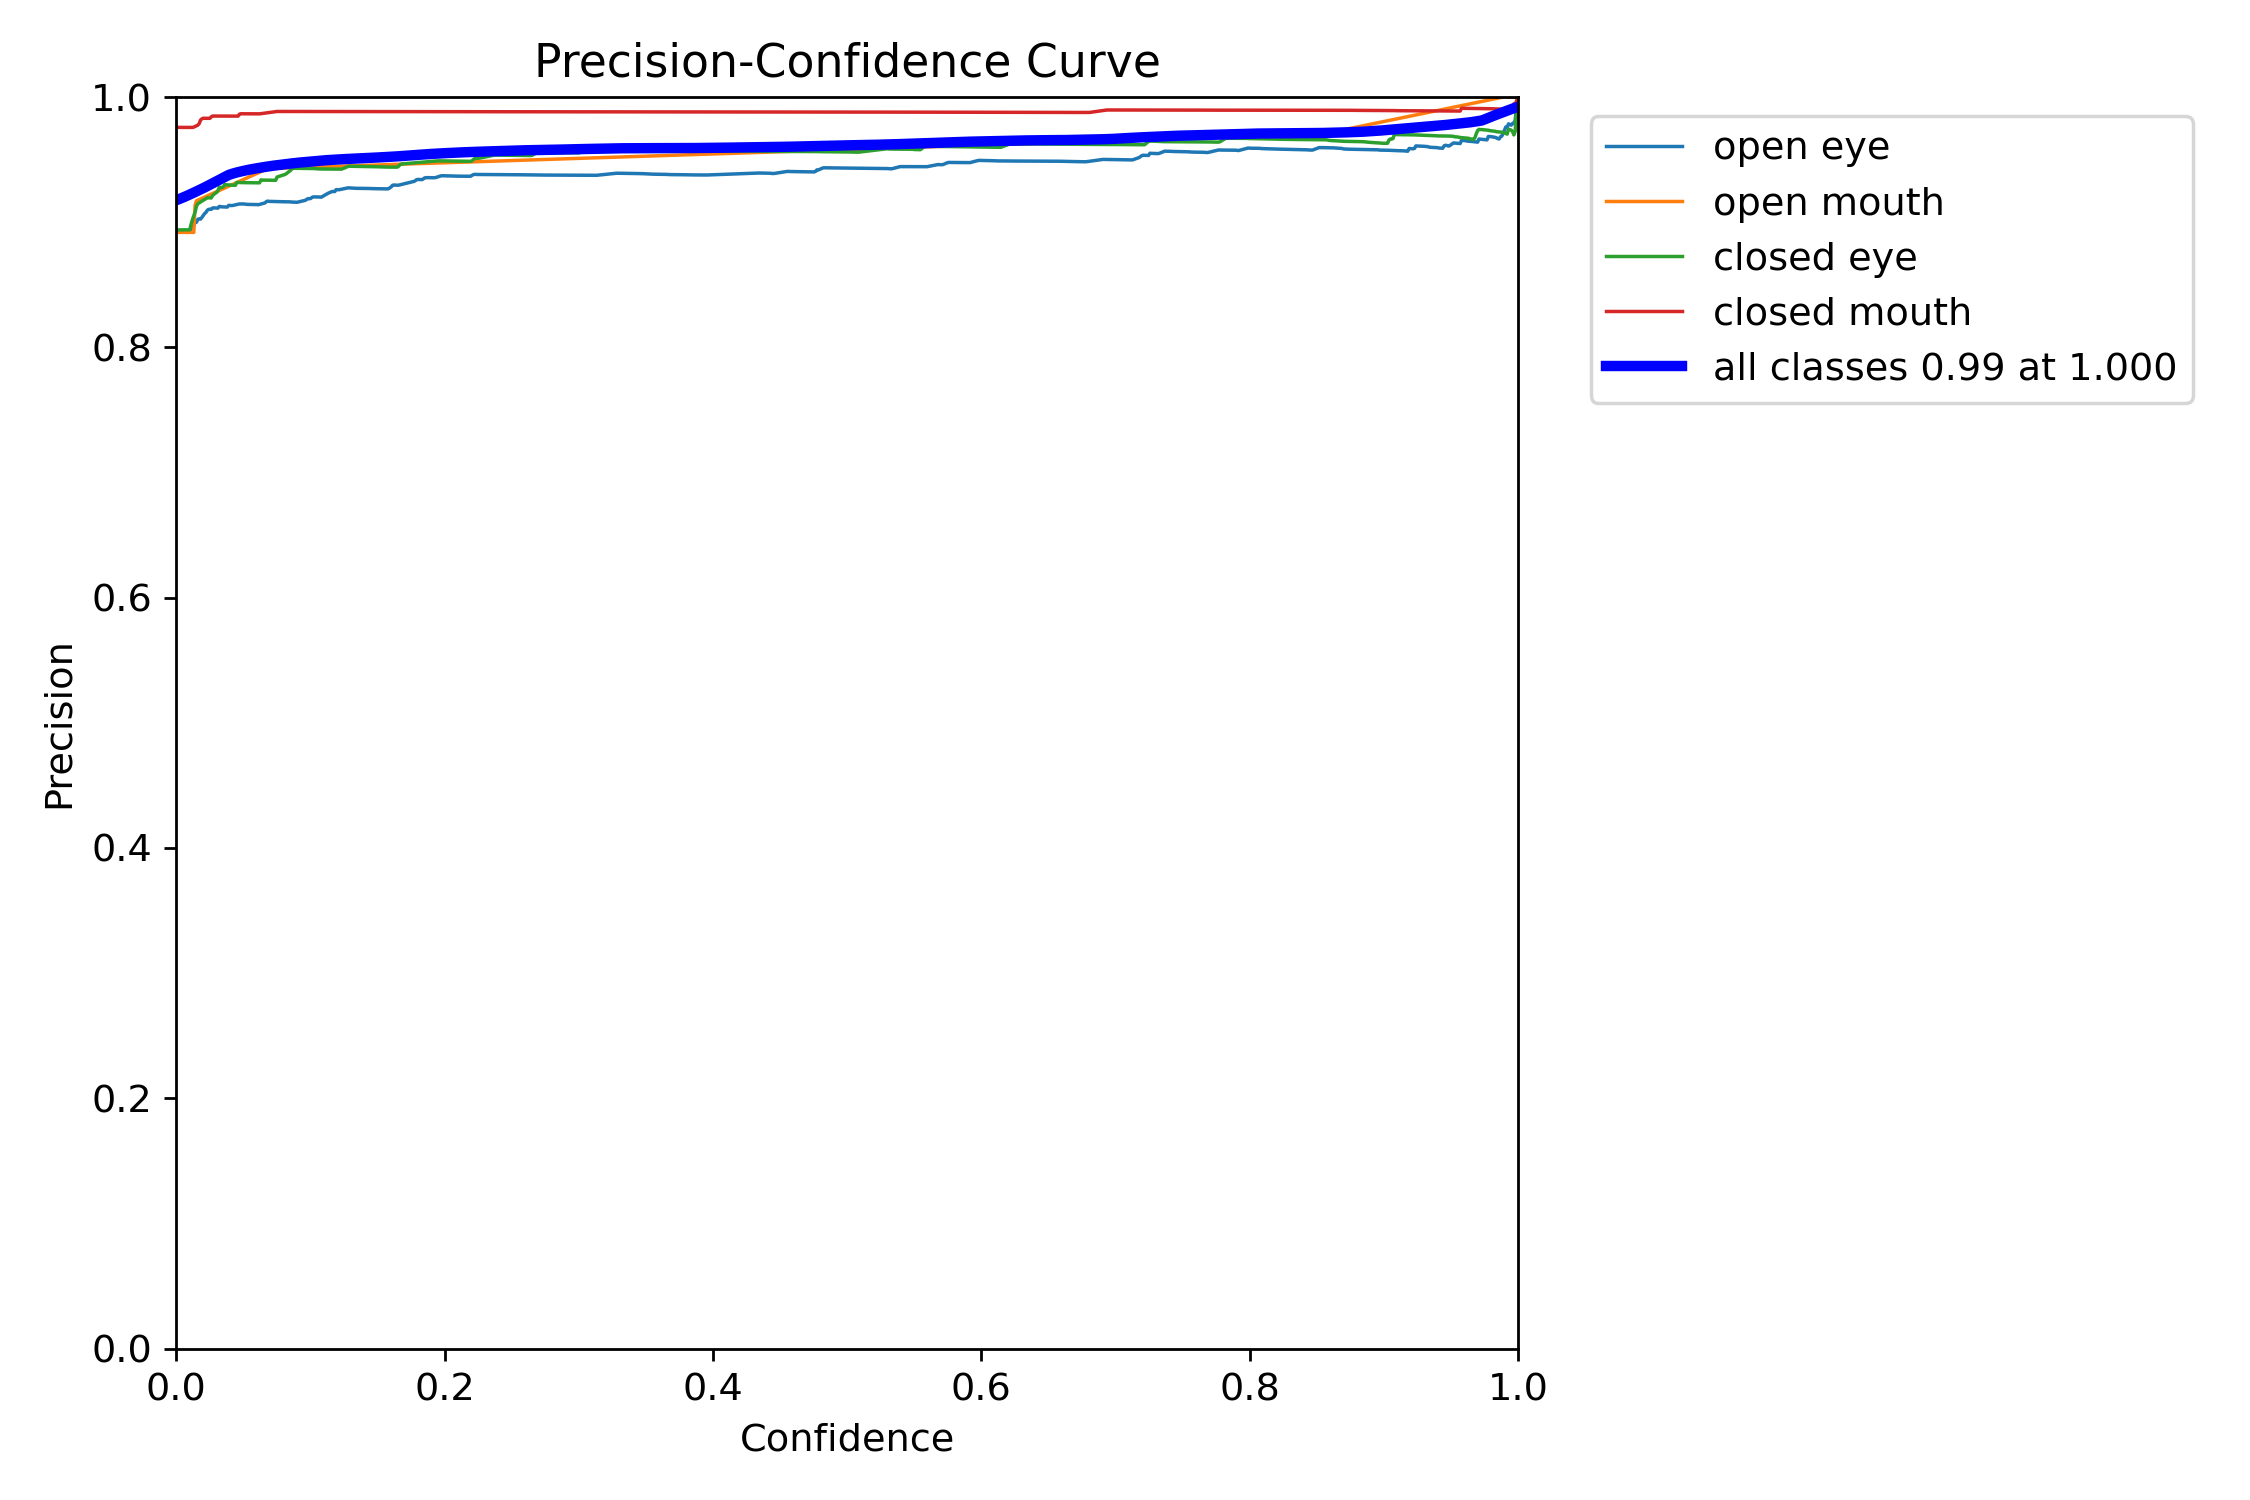 Precision-Confidence Curve
1.0
0.8
0.6
0.4
0.2
0.0
Precision
0.0 0.2 0.4 0.6 0.8 1.0
Confidence
open eye
open mouth
closed eye
closed mouth
all classes 0.99 at 1.000